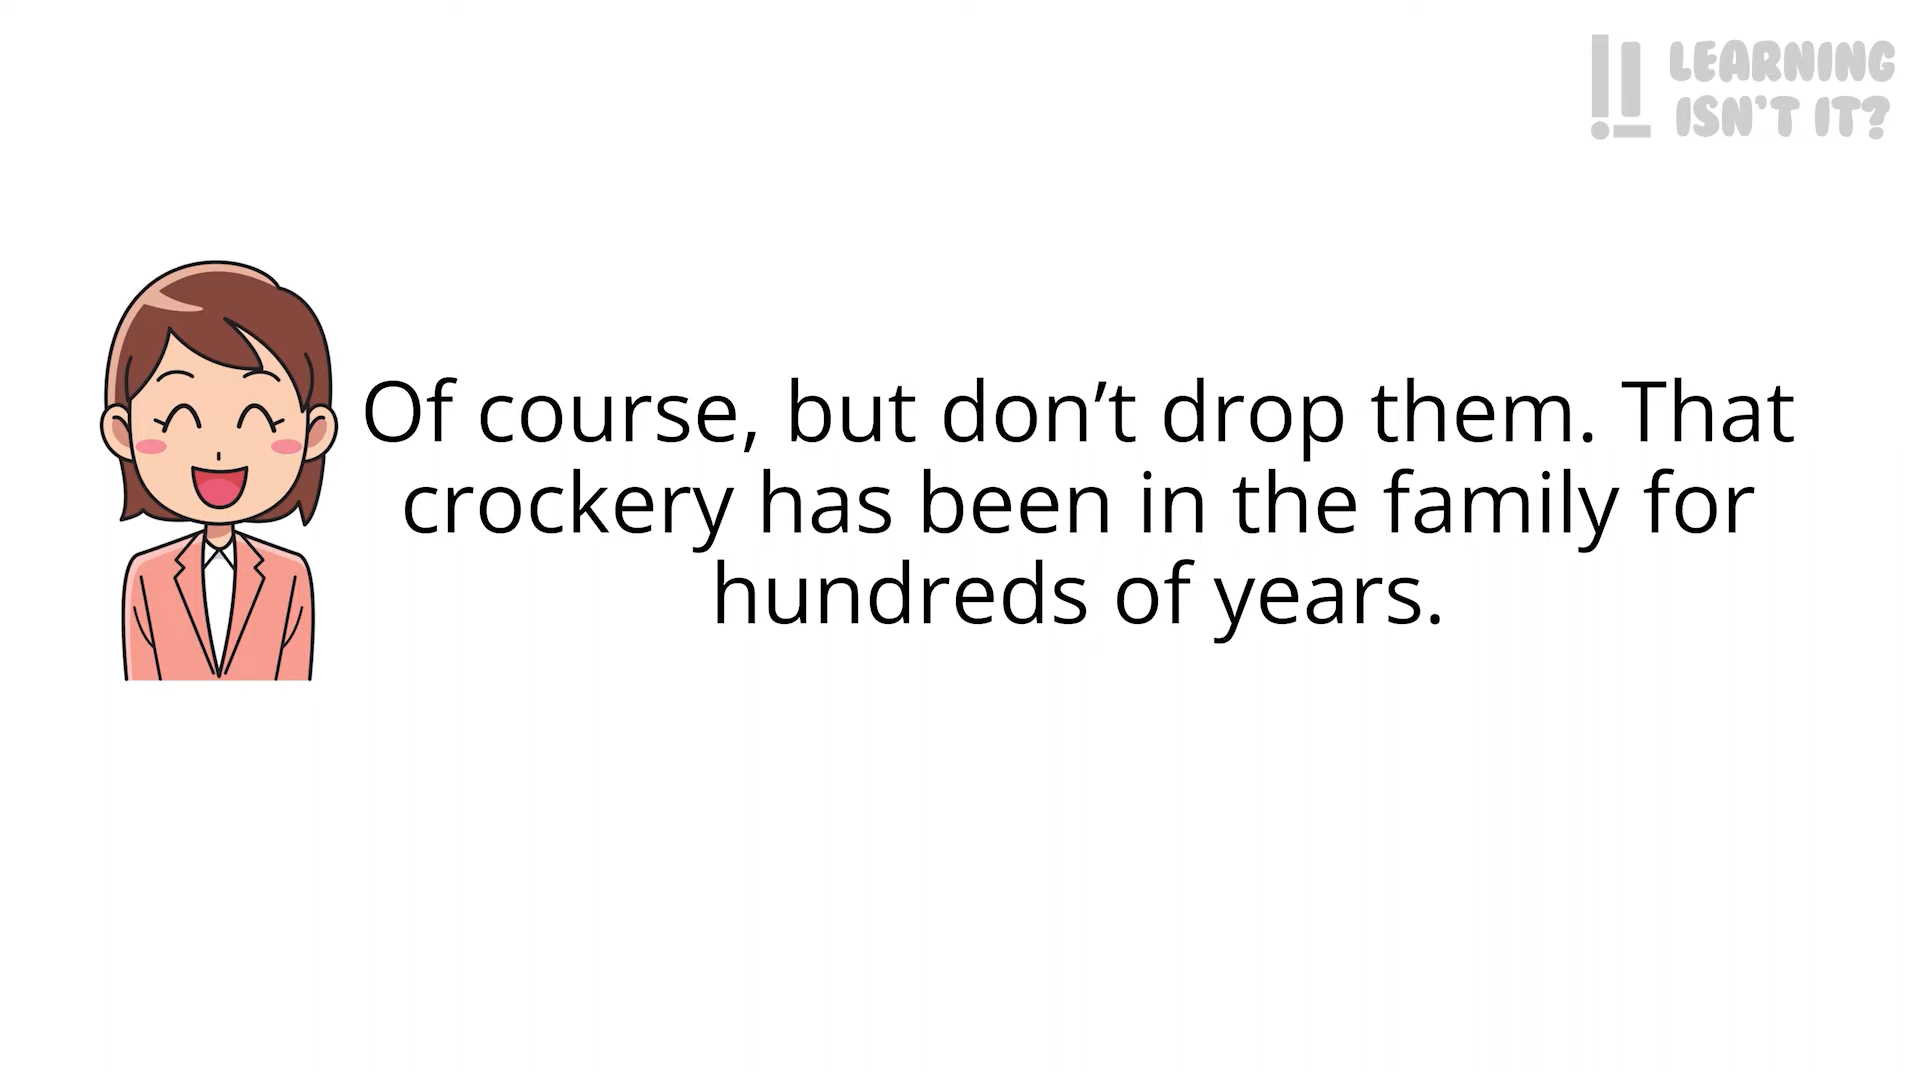 LEARNING
ISN'T IT?
Of course, but don’t drop them. That
crockery has been in the family for
hundreds of years.